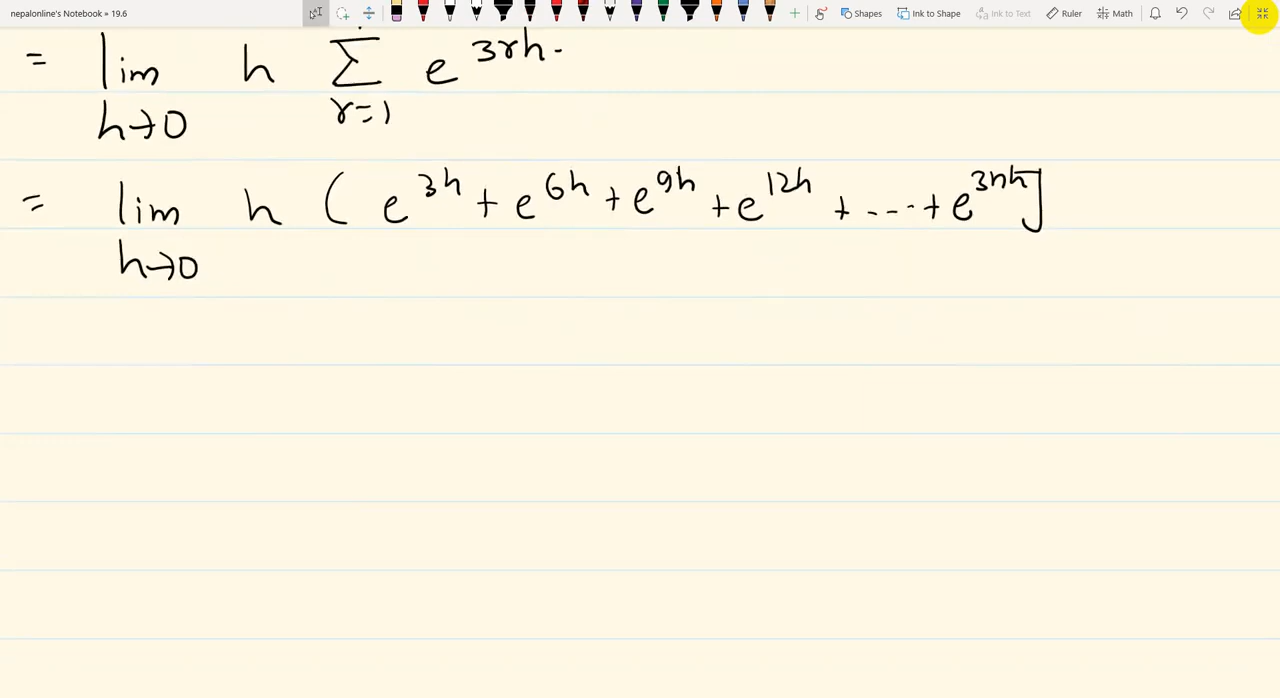 nepalonline's Notebook » 19.6
Shapes
Ink to Shape
Ink to Text
Ruler
Math
= lim h Σ e^3rh.
h→0 r=1
= lim h ( e^3h + e^6h + e^9h + e^12h + .... + e^3nh ]
h→0